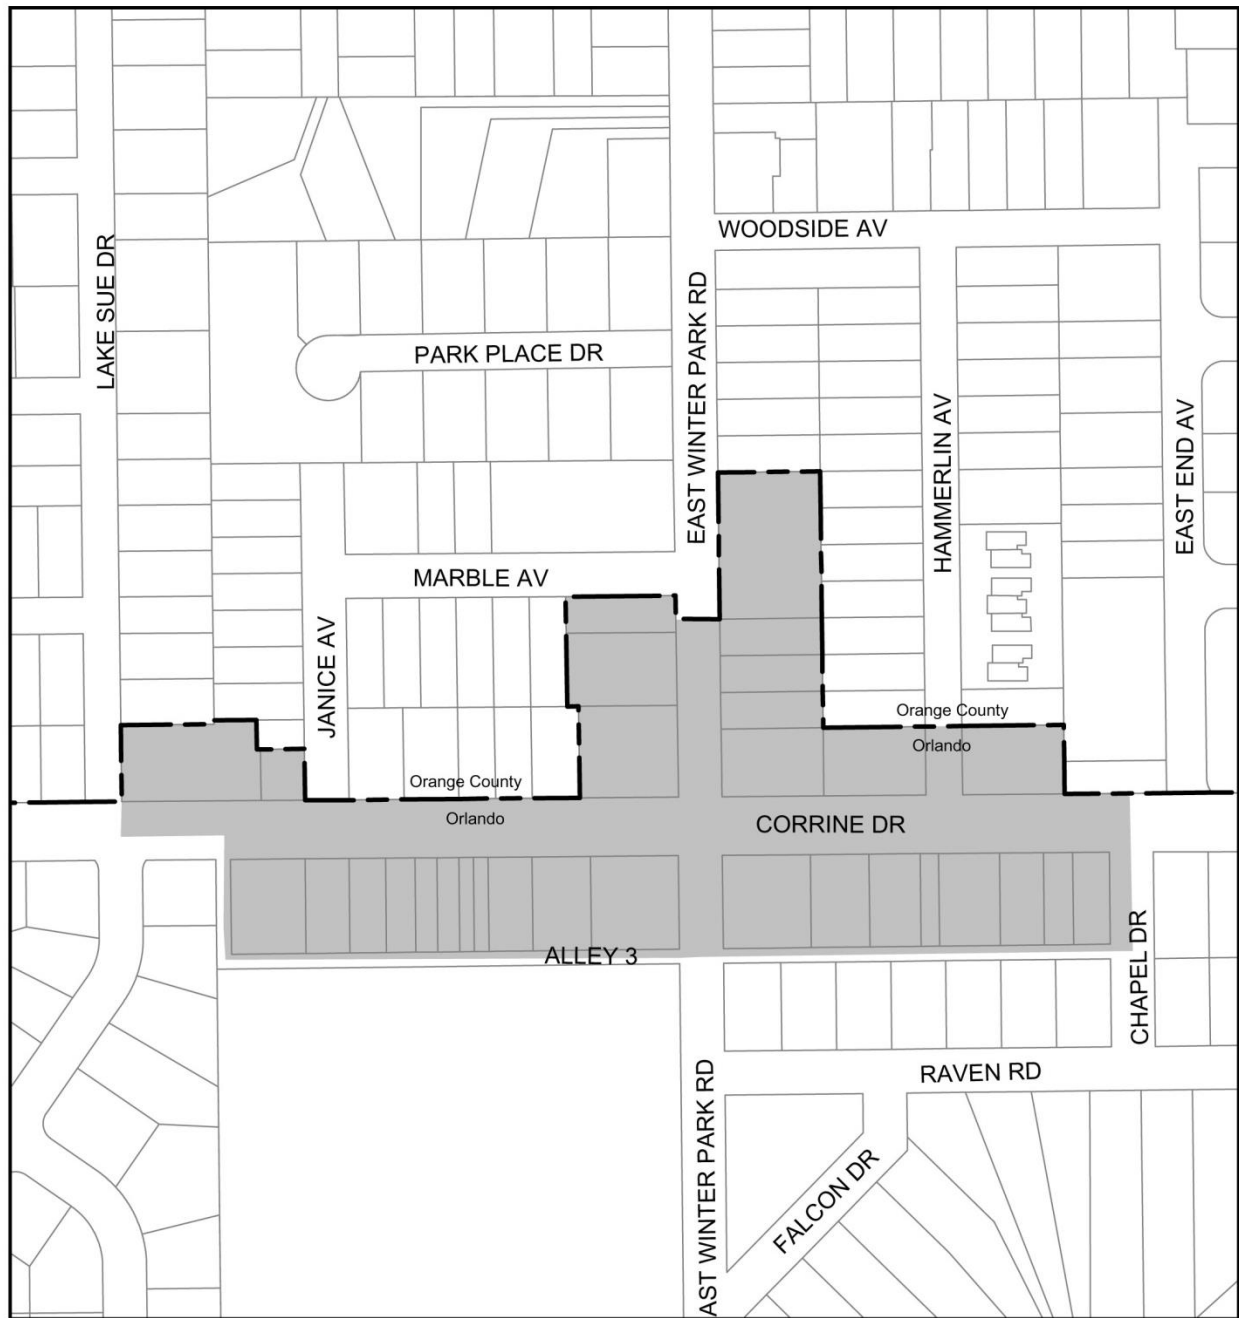 WOODSIDE AV
LAKE SUE DR
EAST WINTER PARK RD
PARK PLACE DR
HAMMERLIN AV
EAST END AV
MARBLE AV
JANICE AV
Orange County
Orlando
Orange County
Orlando
CORRINE DR
ALLEY 3
CHAPEL DR
RAVEN RD
AST WINTER PARK RD
FALCON DR